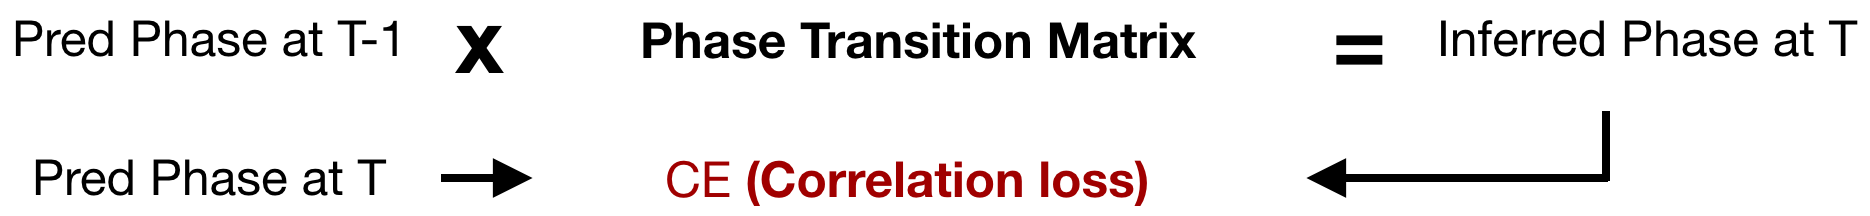 Pred Phase at T-1 x Phase Transition Matrix = Inferred Phase at T
Pred Phase at T CE (Correlation loss)